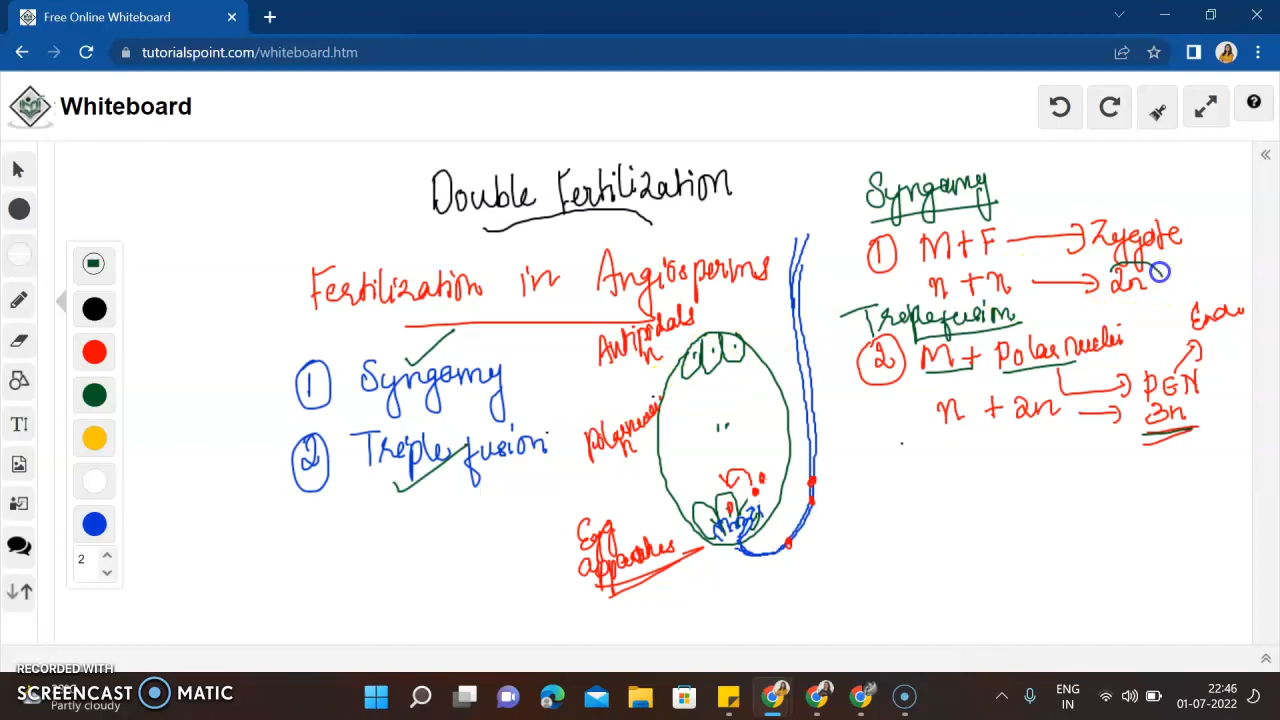 Free Online Whiteboard
tutorialspoint.com/whiteboard.htm
Whiteboard
Double Fertilization
Fertilization in Angiosperms
① Syngamy
② Triple fusion
Antipodals
n
Polar nuclei
n
Egg
apparatus
Syngamy
① M + F → Zygote
n + n → 2n
Triple fusion
② M + Polar nuclei
→ PEN → Endo
n + 2n → 3n
2
RECORDED WITH
SCREENCAST MATIC
Partly cloudy
ENG
IN
22:46
01-07-2022